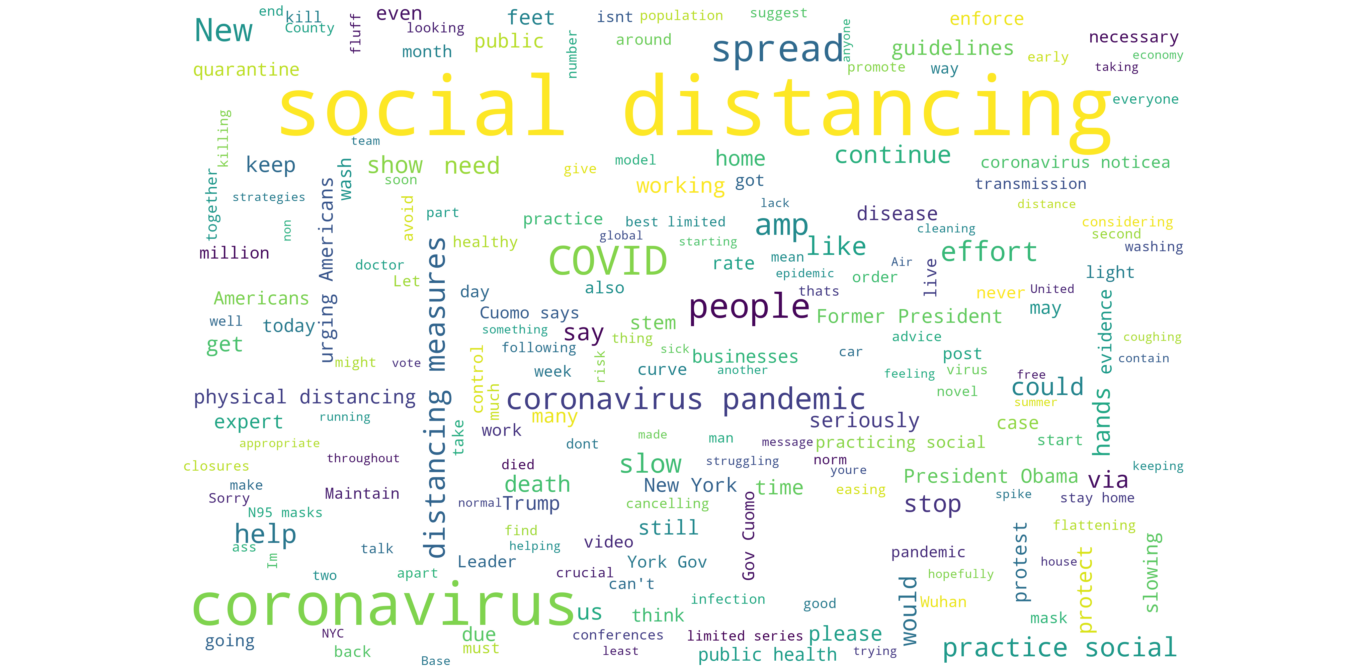 end kill even feet isnt population suggest enforce
New County fluff looking month public number around spread anyone guidelines early necessary
quarantine promote way taking economy
social distancing everyone
killing team
keep wash show need soon give model home continue coronavirus noticea
together strategies urging Americans avoid working got transmission
non part practice best limited lack amp disease distance considering
million distancing measures healthy global starting like cleaning effort second washing
doctor Let COVID rate mean epidemic Air order live light
Americans day also thats people never United may
well today Cuomo says stem Former President evidence
get something say thing advice coughing
might vote control following risk sick businesses car post contain
week curve another feeling virus free
physical distancing much coronavirus pandemic novel could summer
expert running take many seriously case hands
appropriate work dont made man message practicing social start
closures throughout died slow struggling norm youre President Obama via keeping
make Sorry Maintain death New York time easing spike stay home
N95 masks normal Trump cancelling Gov Cuomo stop
help find still flattening
ass Im talk helping video pandemic protest house protect slowing
Leader York Gov
two apart crucial can't hopefully
coronavirus us infection good would Wuhan
think mask
going NYC due conferences limited series please practice social
back must least public health trying
Base